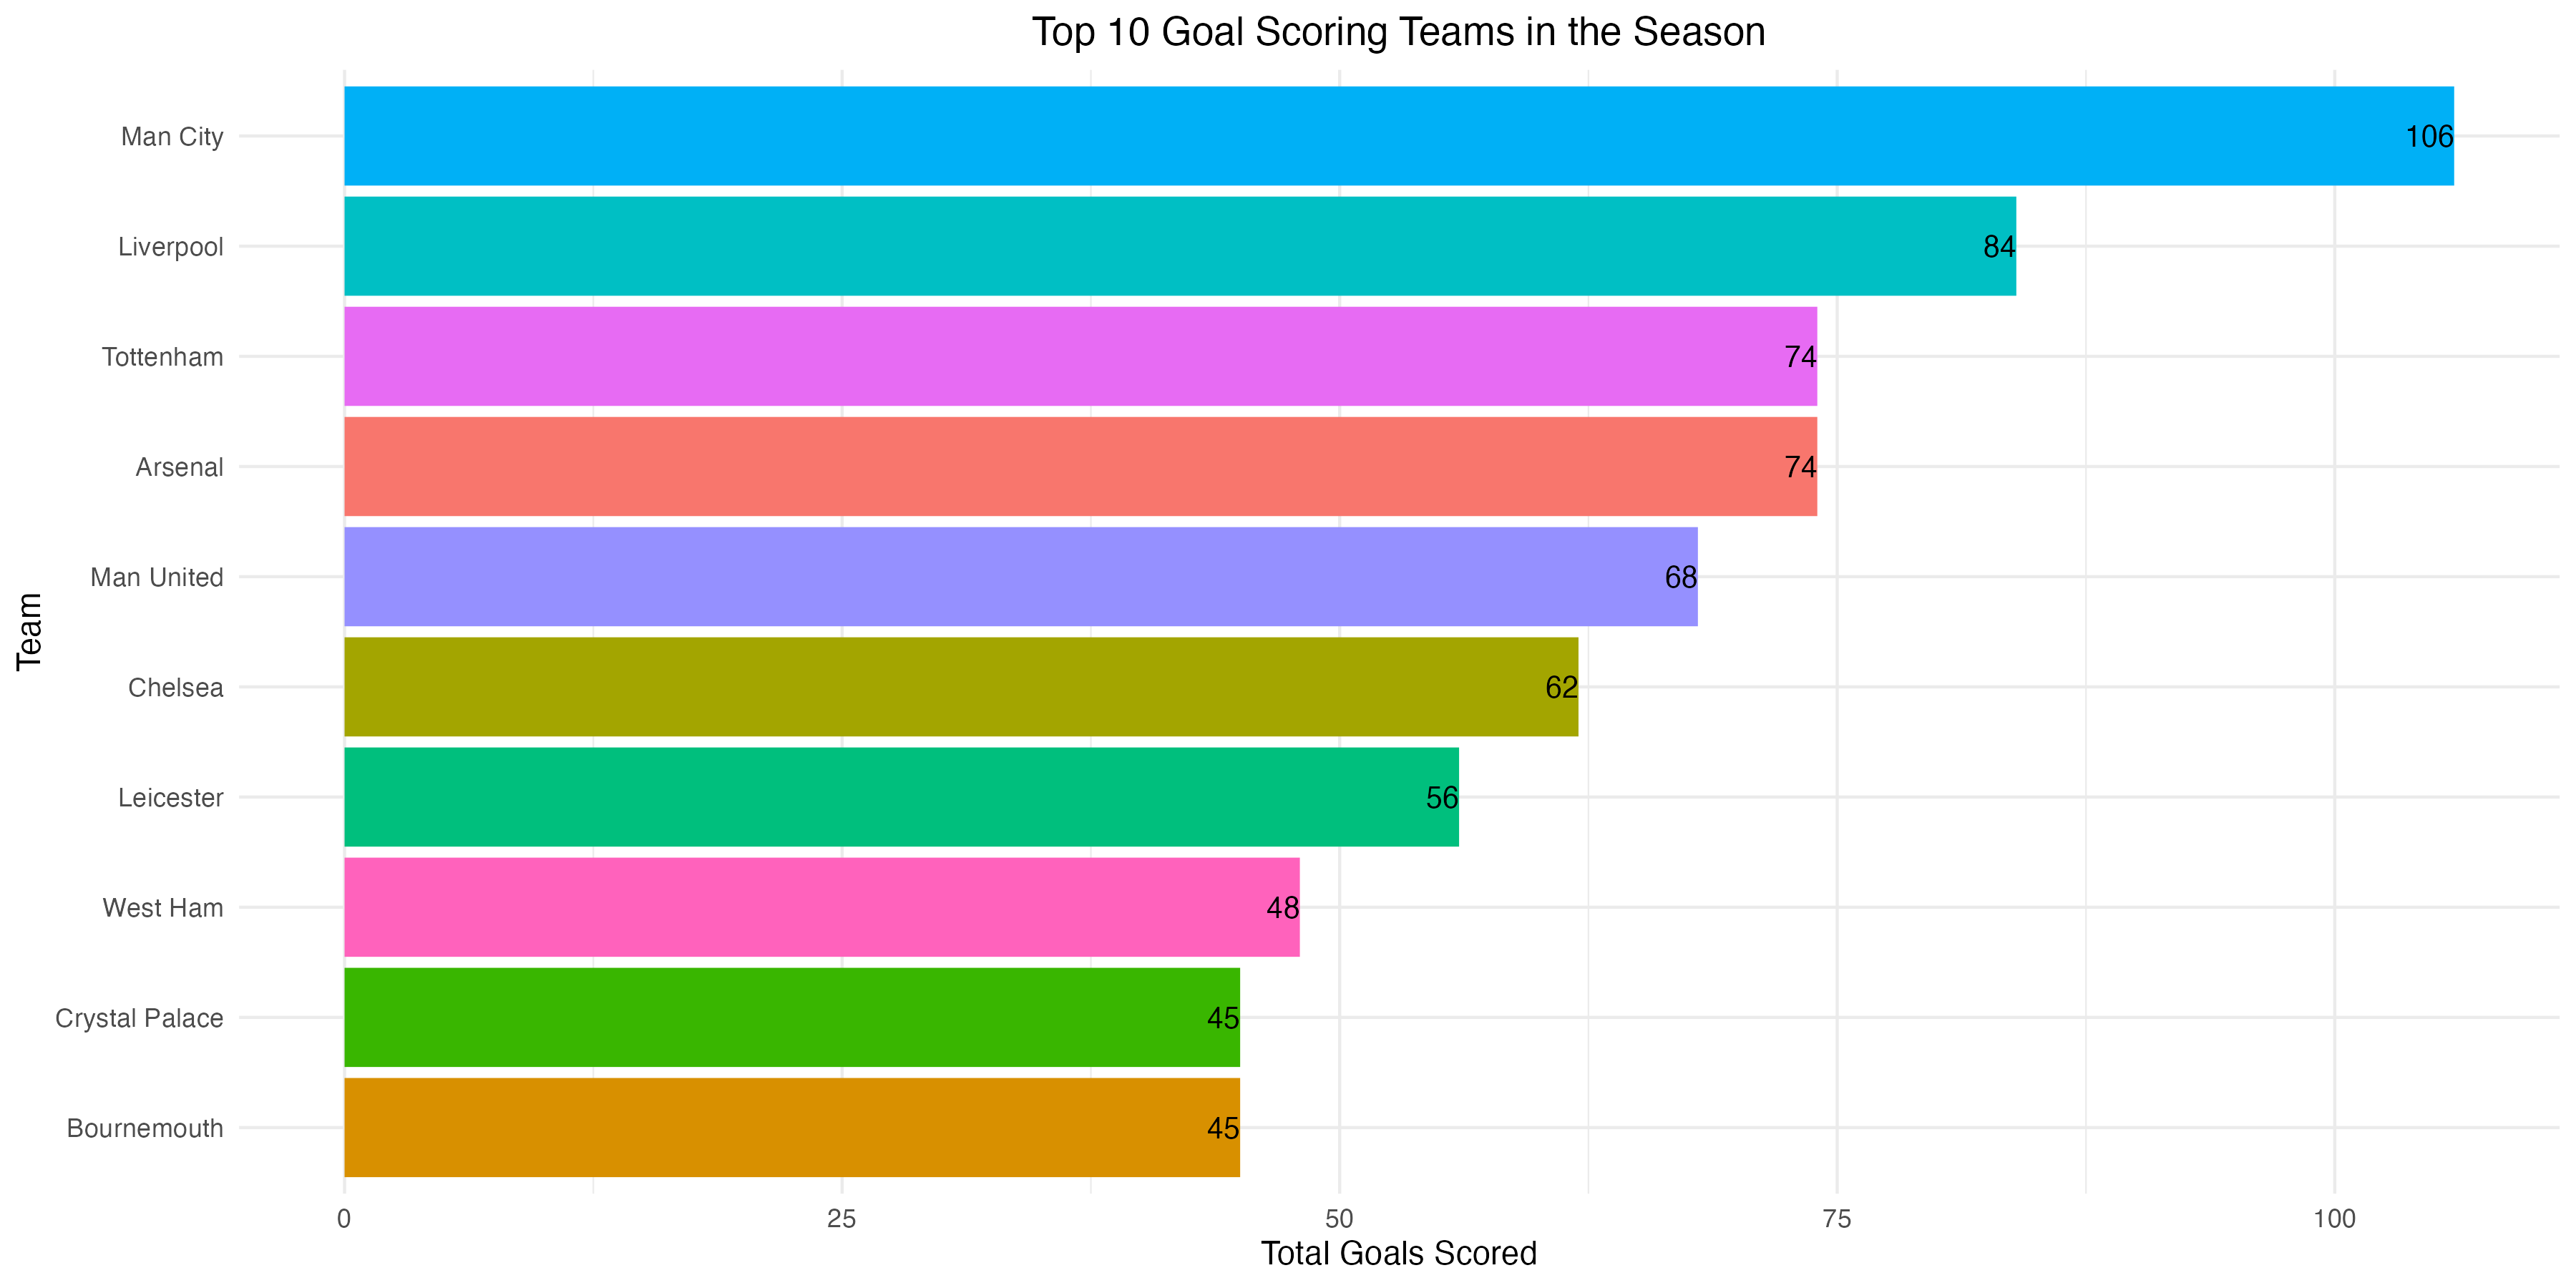 Top 10 Goal Scoring Teams in the Season
Team
Man City
106
Liverpool
84
Tottenham
74
Arsenal
74
Man United
68
Chelsea
62
Leicester
56
West Ham
48
Crystal Palace
45
Bournemouth
45
0 25 50 75 100
Total Goals Scored